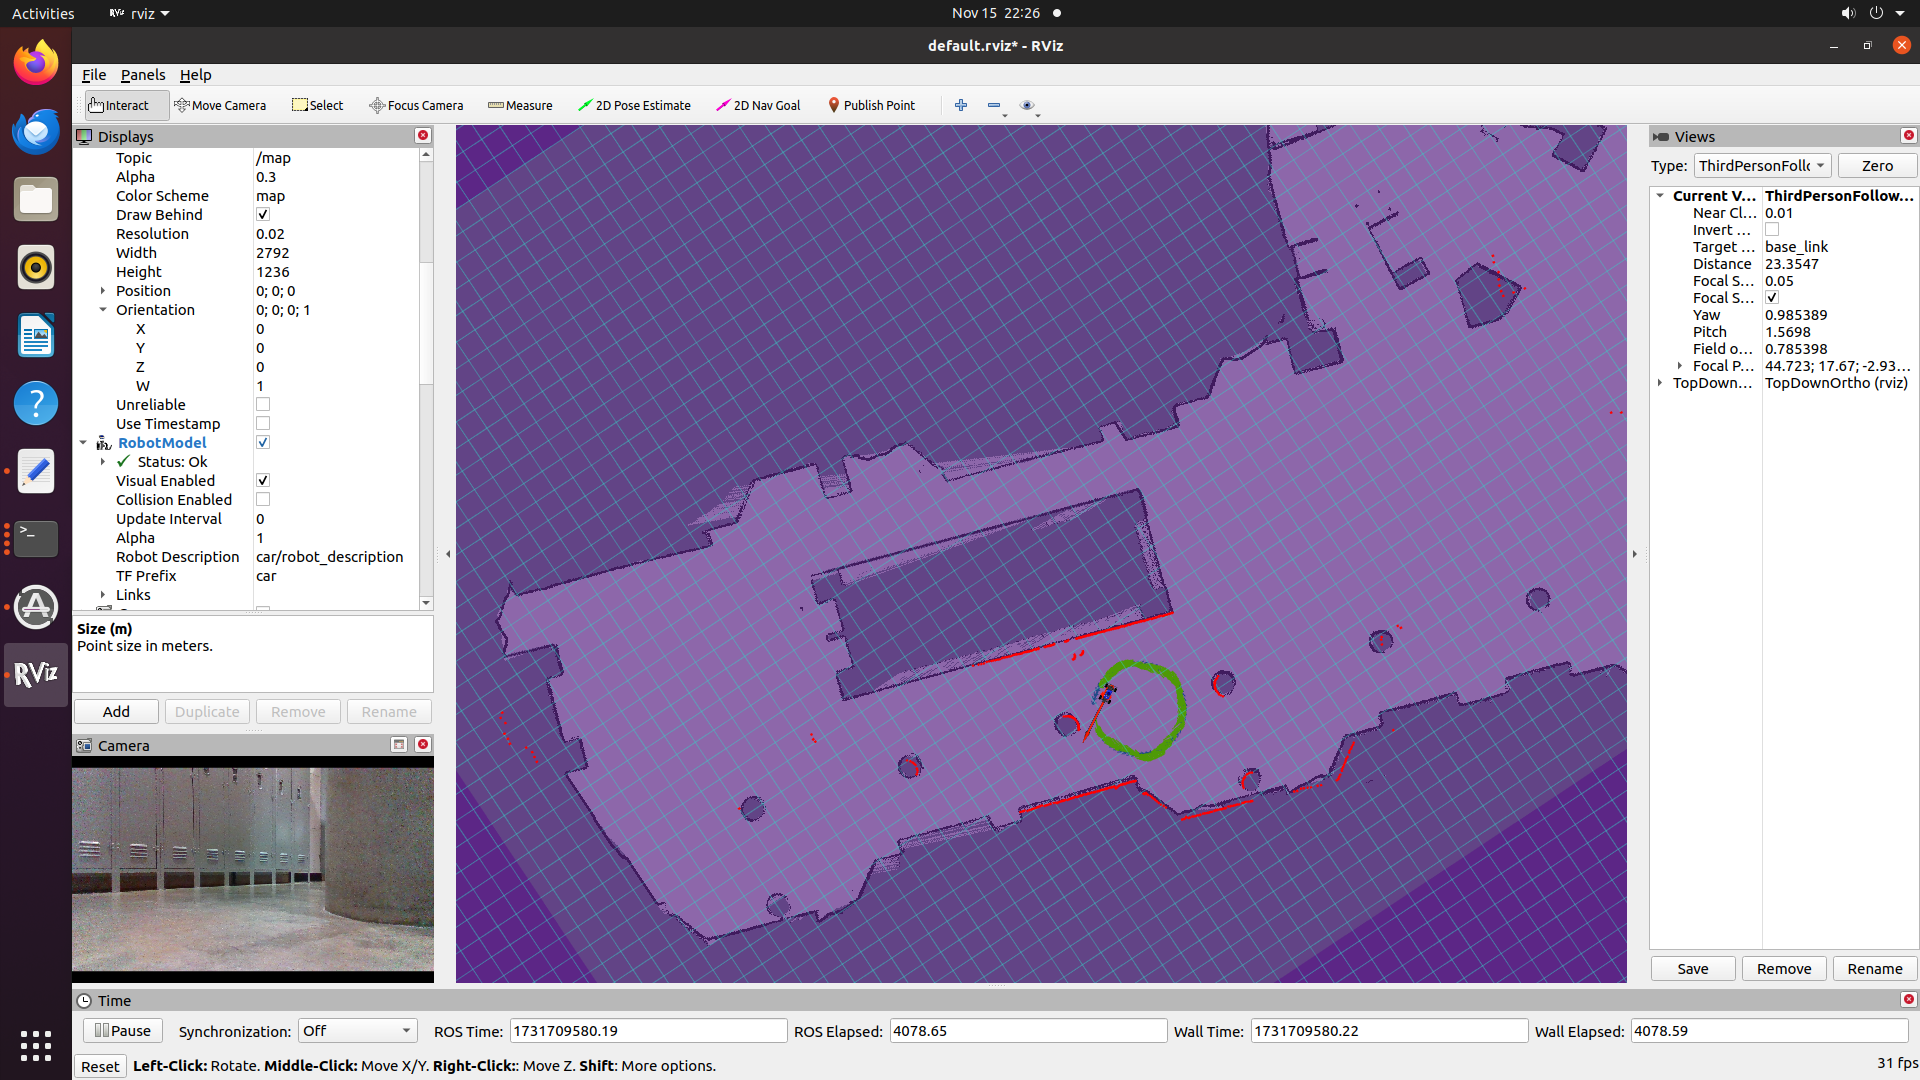 Activities rviz Nov 15 22:26
default.rviz* - RViz
File Panels Help
Interact Move Camera Select Focus Camera Measure 2D Pose Estimate 2D Nav Goal Publish Point
Displays
Topic /map
Alpha 0.3
Color Scheme map
Draw Behind
Resolution 0.02
Width 2792
Height 1236
Position 0; 0; 0
Orientation 0; 0; 0; 1
X 0
Y 0
Z 0
W 1
Unreliable
Use Timestamp
RobotModel
Status: Ok
Visual Enabled
Collision Enabled
Update Interval 0
Alpha 1
Robot Description car/robot_description
TF Prefix car
Links
Size (m)
Point size in meters.
Add Duplicate Remove Rename
Camera
RViz
Views
Type: ThirdPersonFoll Zero
Current V... ThirdPersonFollow...
Near Cl... 0.01
Invert ...
Target ... base_link
Distance 23.3547
Focal S... 0.05
Focal S...
Yaw 0.985389
Pitch 1.5698
Field o... 0.785398
Focal P... 44.723; 17.67; -2.93...
TopDown... TopDownOrtho (rviz)
Save Remove Rename
Time
Pause Synchronization: Off ROS Time: 1731709580.19 ROS Elapsed: 4078.65 Wall Time: 1731709580.22 Wall Elapsed: 4078.59
Reset Left-Click: Rotate. Middle-Click: Move X/Y. Right-Click:: Move Z. Shift: More options. 31 fps